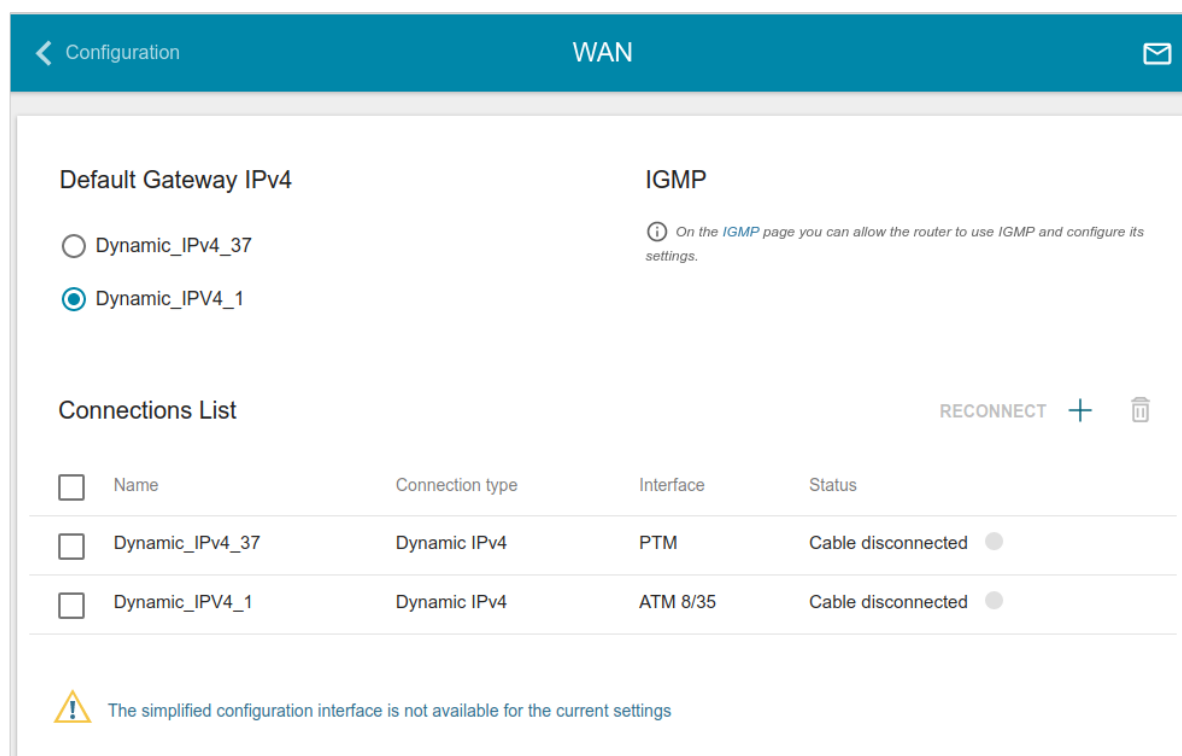 Configuration
WAN
Default Gateway IPv4
Dynamic_IPv4_37
Dynamic_IPV4_1
IGMP
On the IGMP page you can allow the router to use IGMP and configure its
settings.
Connections List
RECONNECT
Name Connection type Interface Status
Dynamic_IPv4_37 Dynamic IPv4 PTM Cable disconnected
Dynamic_IPV4_1 Dynamic IPv4 ATM 8/35 Cable disconnected
The simplified configuration interface is not available for the current settings